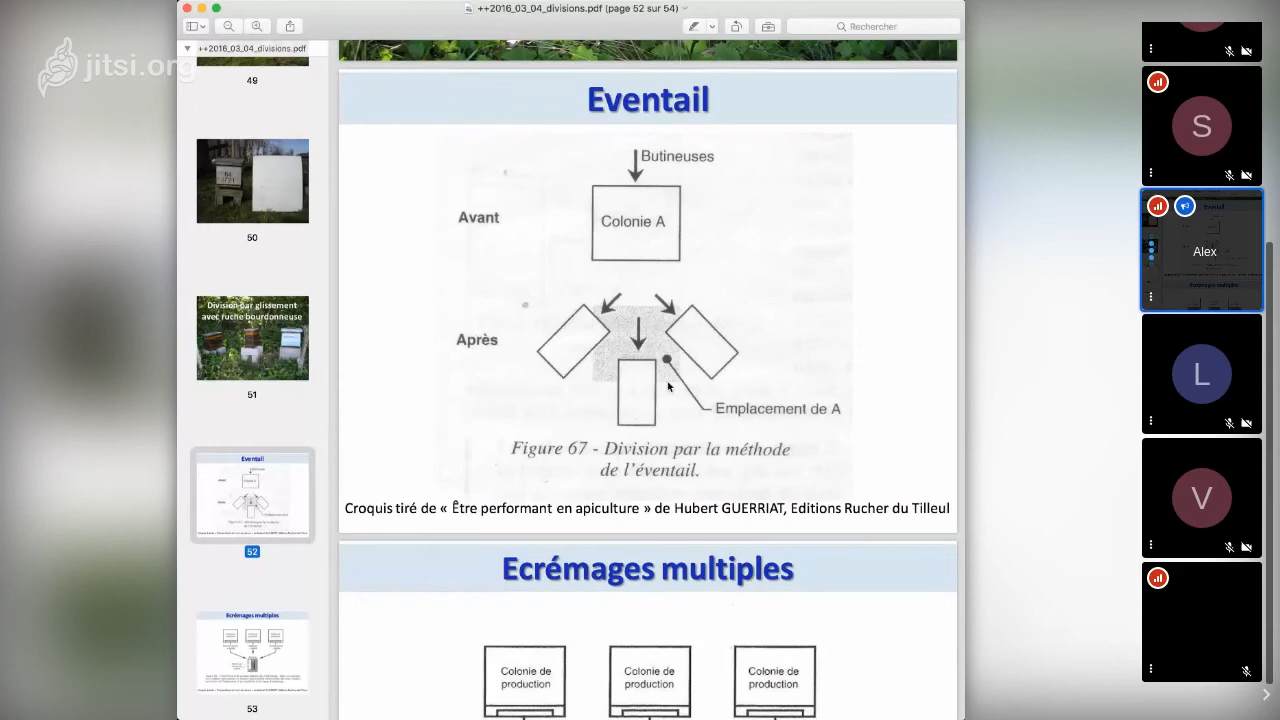 ++2016_03_04_divisions.pdf (page 52 sur 54)
Rechercher
++2016_03_04_divisions.pdf
jitsi.org
49
64
50
Division par glissement
avec ruche bourdonneuse
51
Eventail
52
Ecrémages multiples
53
Eventail
Butineuses
Avant
Colonie A
Après
Emplacement de A
Figure 67 - Division par la méthode
de l'éventail.
Croquis tiré de « Être performant en apiculture » de Hubert GUERRIAT, Editions Rucher du Tilleul
Ecrémages multiples
Colonie de
production
Colonie de
production
Colonie de
production
S
Alex
L
V